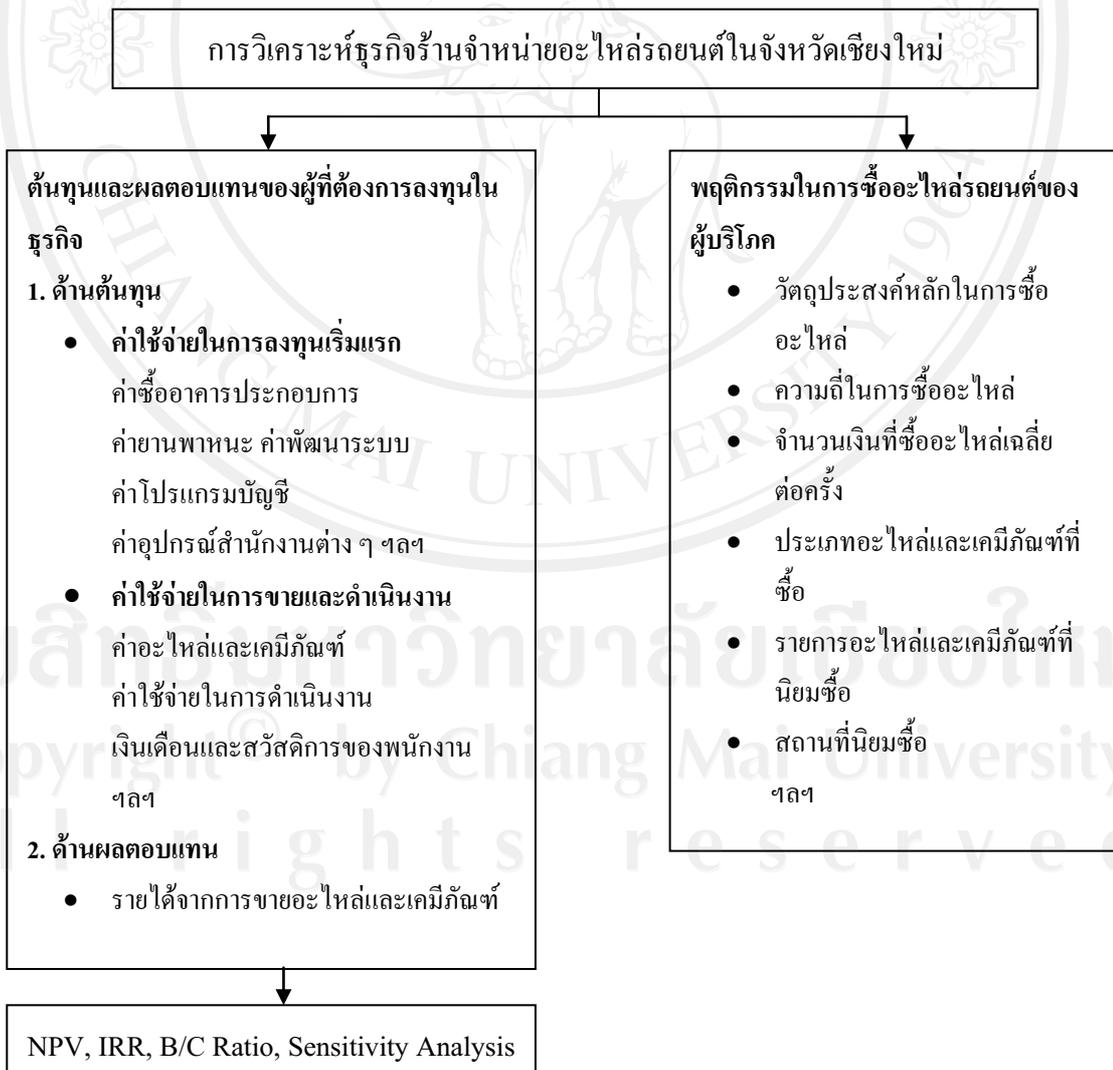 การวิเคราะห์ธุรกิจร้านจำหน่ายอะไหล่รถยนต์ในจังหวัดเชียงใหม่
ต้นทุนและผลตอบแทนของผู้ที่ต้องการลงทุนใน
ธุรกิจ
1. ด้านต้นทุน
● ค่าใช้จ่ายในการลงทุนเริ่มแรก
ค่าซื้ออาคารประกอบการ
ค่ายานพาหนะ ค่าพัฒนาระบบ
ค่าโปรแกรมบัญชี
ค่าอุปกรณ์สำนักงานต่าง ๆ ฯลฯ
● ค่าใช้จ่ายในการขายและดำเนินงาน
ค่าอะไหล่และเคมีภัณฑ์
ค่าใช้จ่ายในการดำเนินงาน
เงินเดือนและสวัสดิการของพนักงาน
ฯลฯ
2. ด้านผลตอบแทน
● รายได้จากการขายอะไหล่และเคมีภัณฑ์
พฤติกรรมในการซื้ออะไหล่รถยนต์ของ
ผู้บริโภค
● วัตถุประสงค์หลักในการซื้อ
อะไหล่
● ความถี่ในการซื้ออะไหล่
● จำนวนเงินที่ซื้ออะไหล่เฉลี่ย
ต่อครั้ง
● ประเภทอะไหล่และเคมีภัณฑ์ที่
ซื้อ
● รายการอะไหล่และเคมีภัณฑ์ที่
นิยมซื้อ
● สถานที่นิยมซื้อ
ฯลฯ
NPV, IRR, B/C Ratio, Sensitivity Analysis
CHIANG MAI UNIVERSITY 1904
by Chiang Mai
rights reserve